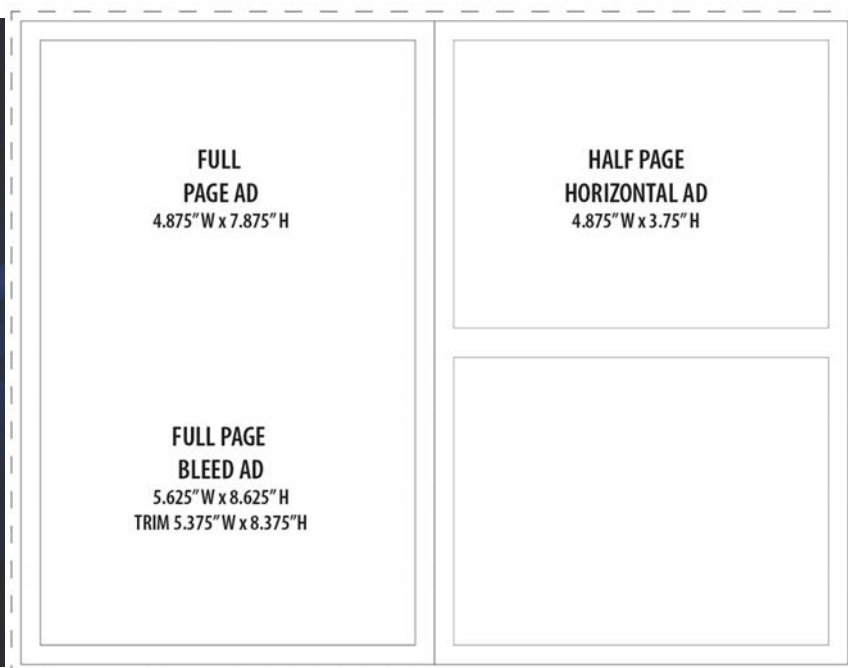 FULL
PAGE AD
4.875" W x 7.875" H
FULL PAGE
BLEED AD
5.625" W x 8.625" H
TRIM 5.375" W x 8.375"H
HALF PAGE
HORIZONTAL AD
4.875" W x 3.75" H